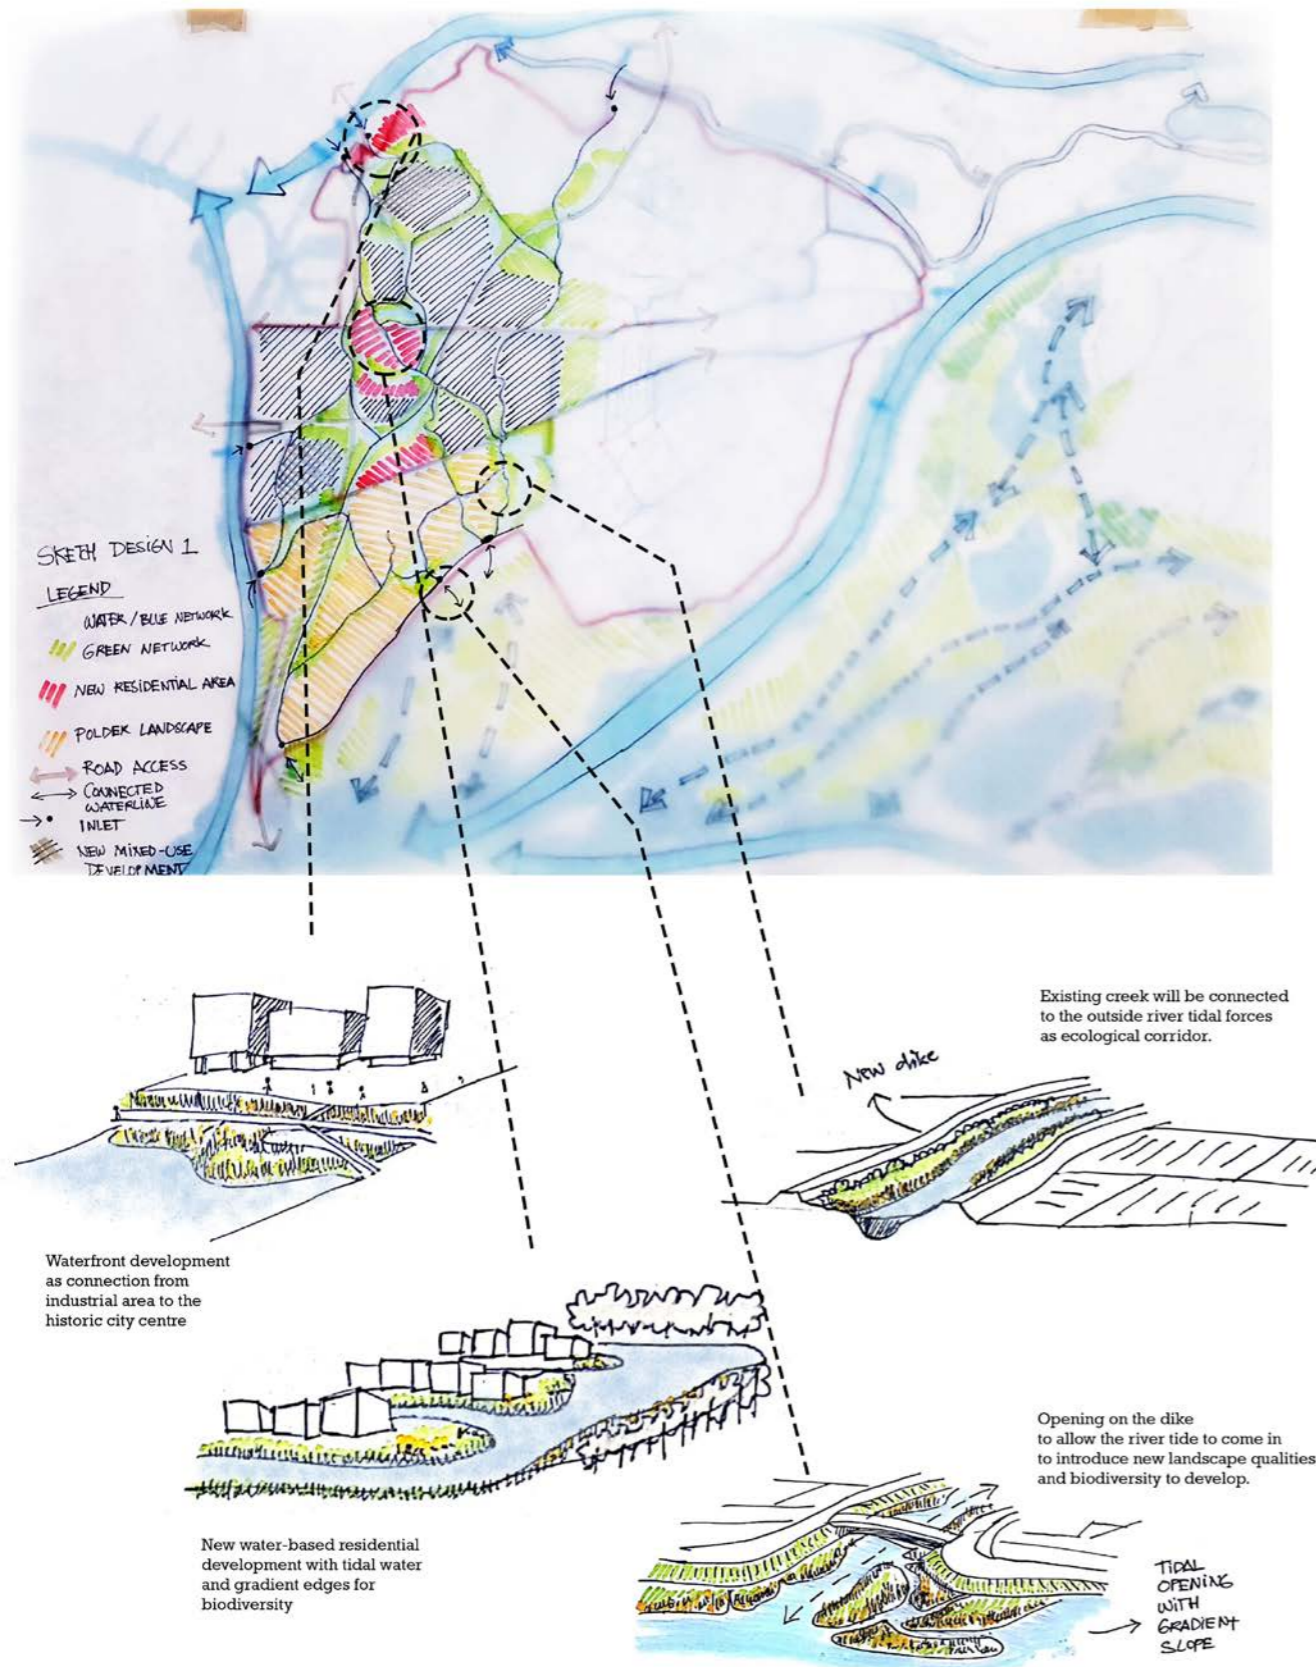 SKETH DESIGN 1
LEGEND
WATER/BLUE NETWORK
GREEN NETWORK
NEW RESIDENTIAL AREA
POLDER LANDSCAPE
ROAD ACCESS
CONNECTED
WATERLINE
INLET
NEW MIXED-USE
DEVELOPMENT
Existing creek will be connected
to the outside river tidal forces
as ecological corridor.
New dike
Waterfront development
as connection from
industrial area to the
historic city centre
Opening on the dike
to allow the river tide to come in
to introduce new landscape qualities
and biodiversity to develop.
New water-based residential
development with tidal water
and gradient edges for
biodiversity
TIDAL
OPENING
WITH
GRADIENT
SLOPE